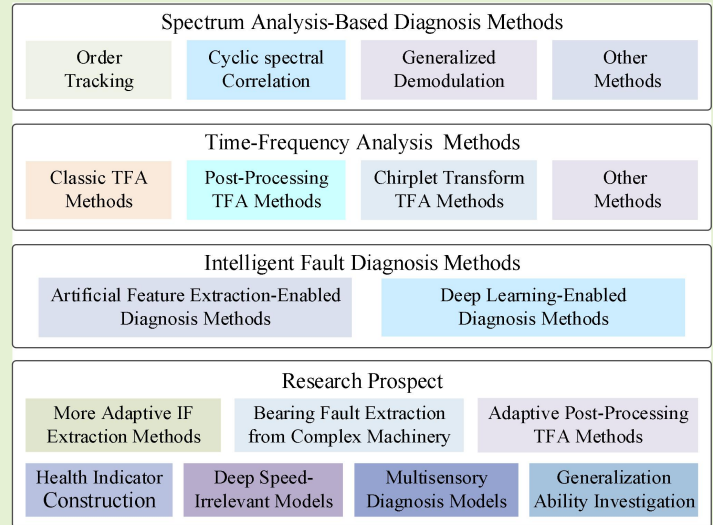 Spectrum Analysis-Based Diagnosis Methods
Order Tracking
Cyclic spectral Correlation
Generalized Demodulation
Other Methods
Time-Frequency Analysis Methods
Classic TFA Methods
Post-Processing TFA Methods
Chirplet Transform TFA Methods
Other Methods
Intelligent Fault Diagnosis Methods
Artificial Feature Extraction-Enabled Diagnosis Methods
Deep Learning-Enabled Diagnosis Methods
Research Prospect
More Adaptive IF Extraction Methods
Bearing Fault Extraction from Complex Machinery
Adaptive Post-Processing TFA Methods
Health Indicator Construction
Deep Speed-Irrelevant Models
Multisensory Diagnosis Models
Generalization Ability Investigation